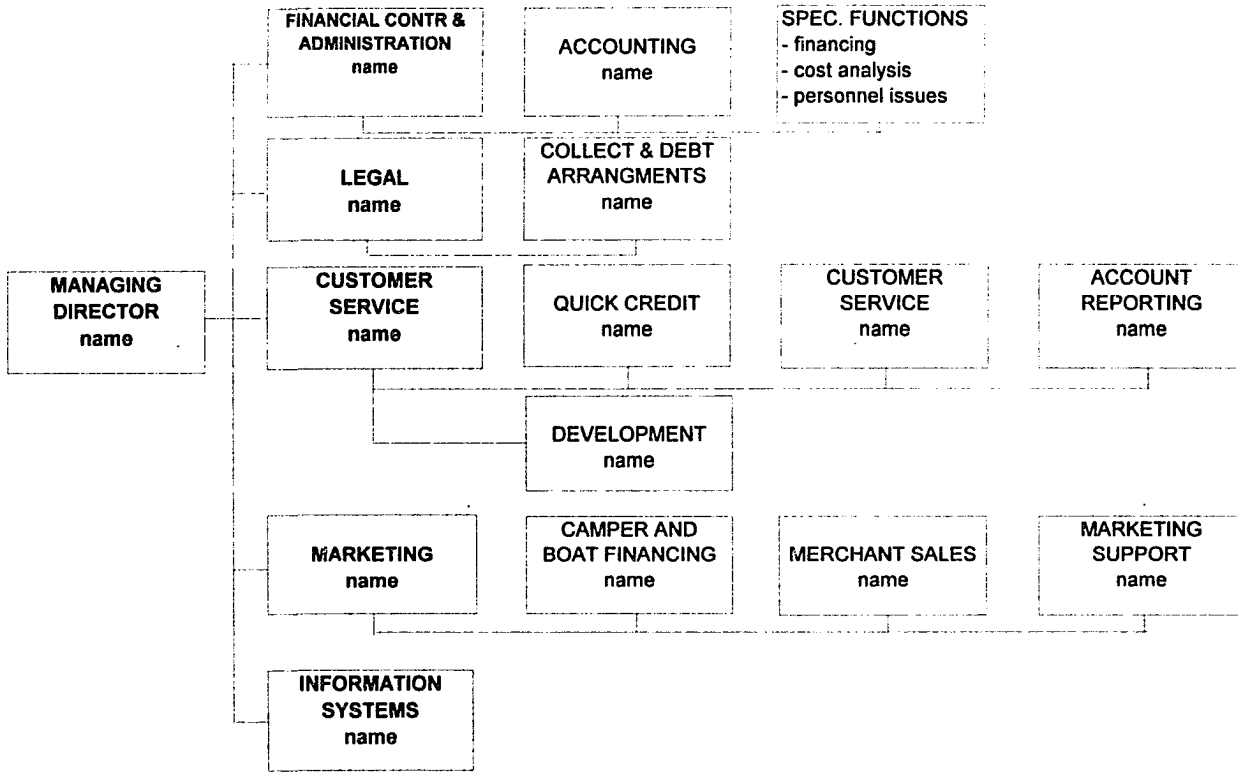 FINANCIAL CONTR &
ADMINISTRATION
name
ACCOUNTING
name
SPEC. FUNCTIONS
- financing
- cost analysis
- personnel issues
LEGAL
name
COLLECT & DEBT
ARRANGMENTS
name
MANAGING
DIRECTOR
name
CUSTOMER
SERVICE
name
QUICK CREDIT
name
CUSTOMER
SERVICE
name
ACCOUNT
REPORTING
name
DEVELOPMENT
name
MARKETING
name
CAMPER AND
BOAT FINANCING
name
MERCHANT SALES
name
MARKETING
SUPPORT
name
INFORMATION
SYSTEMS
name